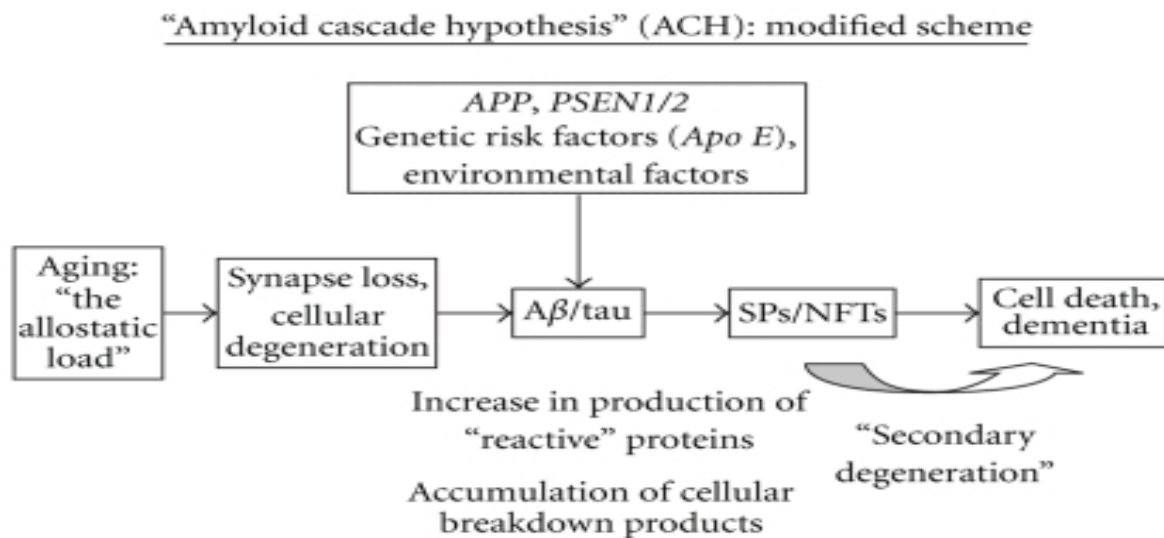 "Amyloid cascade hypothesis" (ACH): modified scheme
APP, PSEN1/2
Genetic risk factors (Apo E),
environmental factors
Aging:
"the
allostatic
load"
Synapse loss,
cellular
degeneration
Aβ/tau
SPs/NFTs
Cell death,
dementia
Increase in production of
"reactive" proteins
Accumulation of cellular
breakdown products
"Secondary
degeneration"